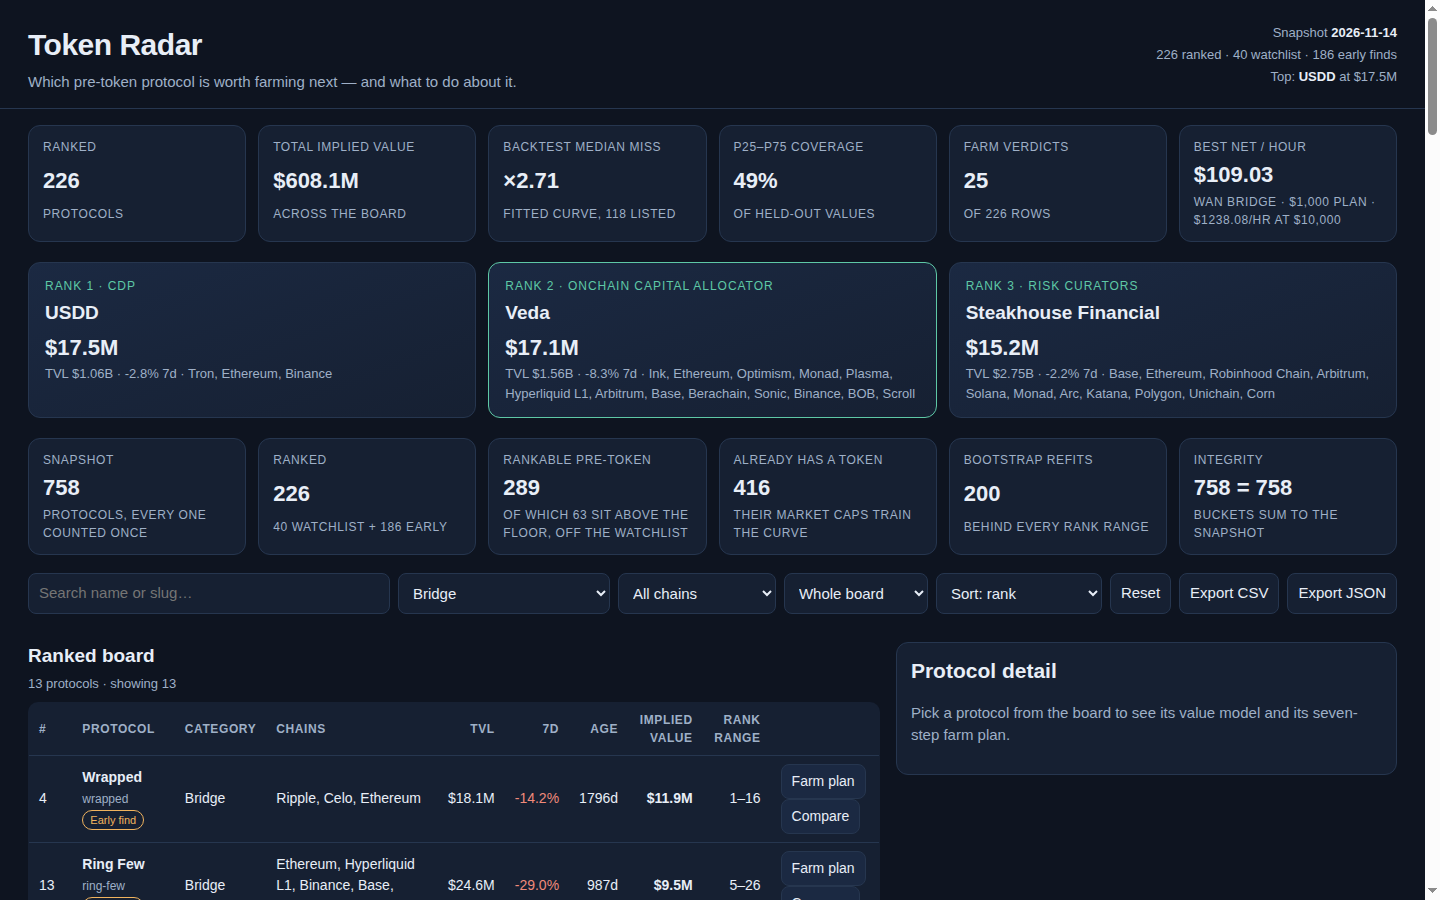 Token Radar
Which pre-token protocol is worth farming next — and what to do about it.
Snapshot 2026-11-14
226 ranked · 40 watchlist · 186 early finds
Top: USDD at $17.5M
RANKED
226
PROTOCOLS
TOTAL IMPLIED VALUE
$608.1M
ACROSS THE BOARD
BACKTEST MEDIAN MISS
×2.71
FITTED CURVE, 118 LISTED
P25–P75 COVERAGE
49%
OF HELD-OUT VALUES
FARM VERDICTS
25
OF 226 ROWS
BEST NET / HOUR
$109.03
WAN BRIDGE · $1,000 PLAN ·
$1238.08/HR AT $10,000
RANK 1 · CDP
USDD
$17.5M
TVL $1.06B · -2.8% 7d · Tron, Ethereum, Binance
RANK 2 · ONCHAIN CAPITAL ALLOCATOR
Veda
$17.1M
TVL $1.56B · -8.3% 7d · Ink, Ethereum, Optimism, Monad, Plasma,
Hyperliquid L1, Arbitrum, Base, Berachain, Sonic, Binance, BOB, Scroll
RANK 3 · RISK CURATORS
Steakhouse Financial
$15.2M
TVL $2.75B · -2.2% 7d · Base, Ethereum, Robinhood Chain, Arbitrum,
Solana, Monad, Arc, Katana, Polygon, Unichain, Corn
SNAPSHOT
758
PROTOCOLS, EVERY ONE
COUNTED ONCE
RANKED
226
40 WATCHLIST + 186 EARLY
RANKABLE PRE-TOKEN
289
OF WHICH 63 SIT ABOVE THE
FLOOR, OFF THE WATCHLIST
ALREADY HAS A TOKEN
416
THEIR MARKET CAPS TRAIN
THE CURVE
BOOTSTRAP REFITS
200
BEHIND EVERY RANK RANGE
INTEGRITY
758 = 758
BUCKETS SUM TO THE
SNAPSHOT
Search name or slug…
Bridge
All chains
Whole board
Sort: rank
Reset
Export CSV
Export JSON
Ranked board
13 protocols · showing 13
# PROTOCOL CATEGORY CHAINS TVL 7D AGE IMPLIED VALUE RANK RANGE
4 Wrapped wrapped Early find Bridge Ripple, Celo, Ethereum $18.1M -14.2% 1796d $11.9M 1–16 Farm plan Compare
13 Ring Few ring-few Bridge Ethereum, Hyperliquid L1, Binance, Base, $24.6M -29.0% 987d $9.5M 5–26 Farm plan
Protocol detail
Pick a protocol from the board to see its value model and its seven-
step farm plan.